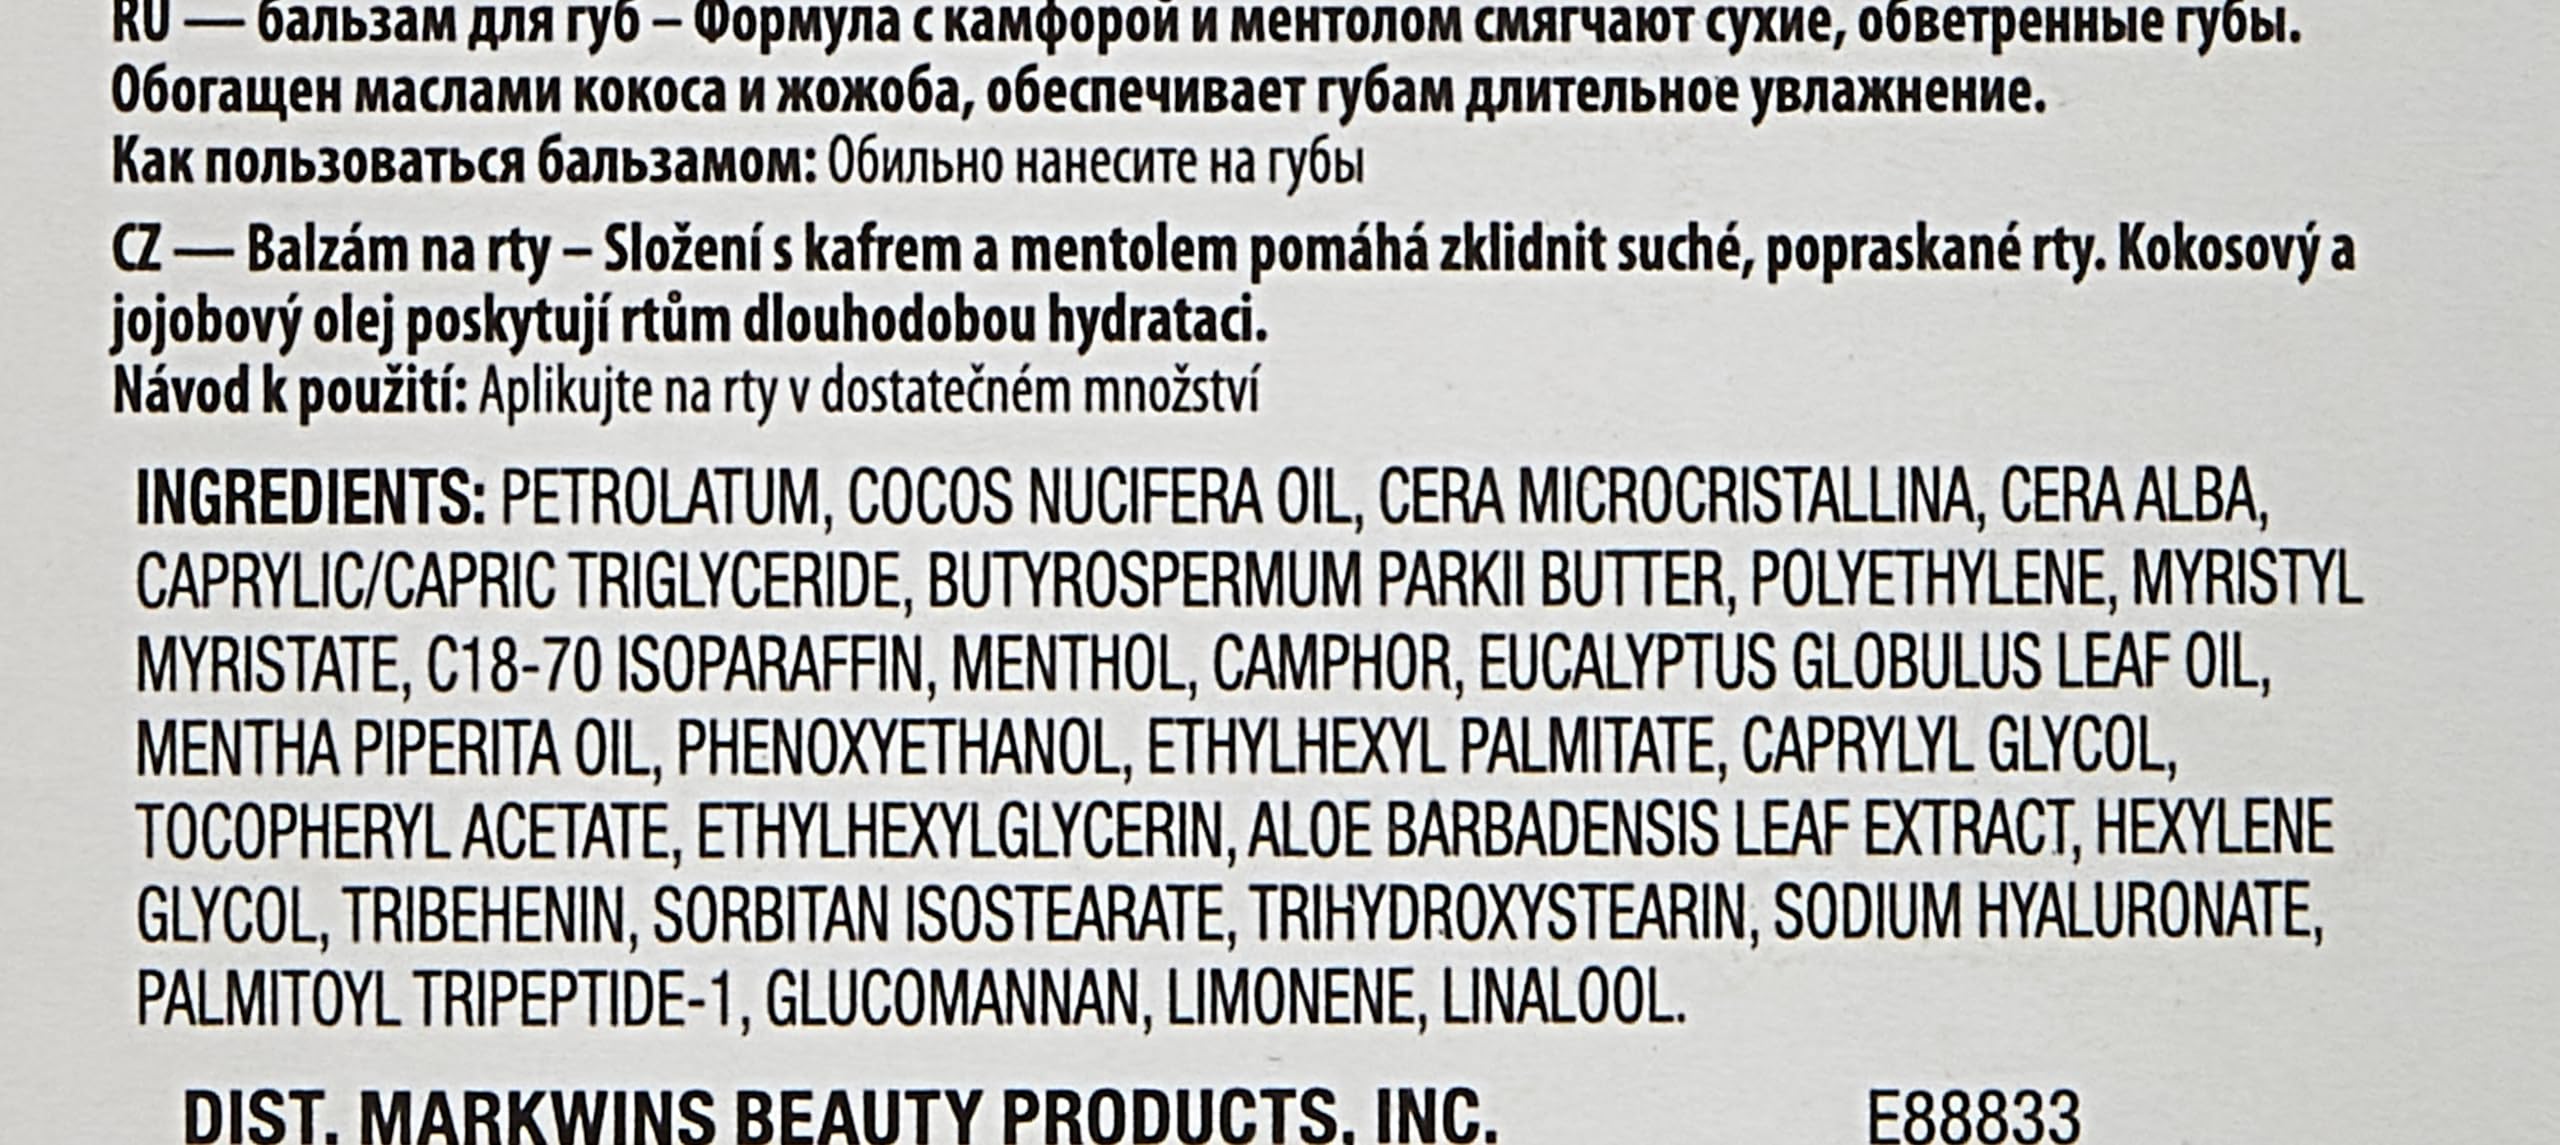 RU — бальзам для губ – Формула с камфорой и ментолом смягчают сухие, обветренные губы.
Обогащен маслами кокоса и жожоба, обеспечивает губам длительное увлажнение.
Как пользоваться бальзамом: Обильно нанесите на губы
CZ — Balzám na rty – Složení s kafrem a mentolem pomáhá zklidnit suché, popraskané rty. Kokosový a
jojobový olej poskytují rtům dlouhodobou hydrataci.
Návod k použití: Aplikujte na rty v dostatečném množství
INGREDIENTS: PETROLATUM, COCOS NUCIFERA OIL, CERA MICROCRISTALLINA, CERA ALBA,
CAPRYLIC/CAPRIC TRIGLYCERIDE, BUTYROSPERMUM PARKII BUTTER, POLYETHYLENE, MYRISTYL
MYRISTATE, C18-70 ISOPARAFFIN, MENTHOL, CAMPHOR, EUCALYPTUS GLOBULUS LEAF OIL,
MENTHA PIPERITA OIL, PHENOXYETHANOL, ETHYLHEXYL PALMITATE, CAPRYLYL GLYCOL,
TOCOPHERYL ACETATE, ETHYLHEXYLGLYCERIN, ALOE BARBADENSIS LEAF EXTRACT, HEXYLENE
GLYCOL, TRIBEHENIN, SORBITAN ISOSTEARATE, TRIHYDROXYSTEARIN, SODIUM HYALURONATE,
PALMITOYL TRIPEPTIDE-1, GLUCOMANNAN, LIMONENE, LINALOOL.
DIST. MARKWINS BEAUTY PRODUCTS, INC. E88833